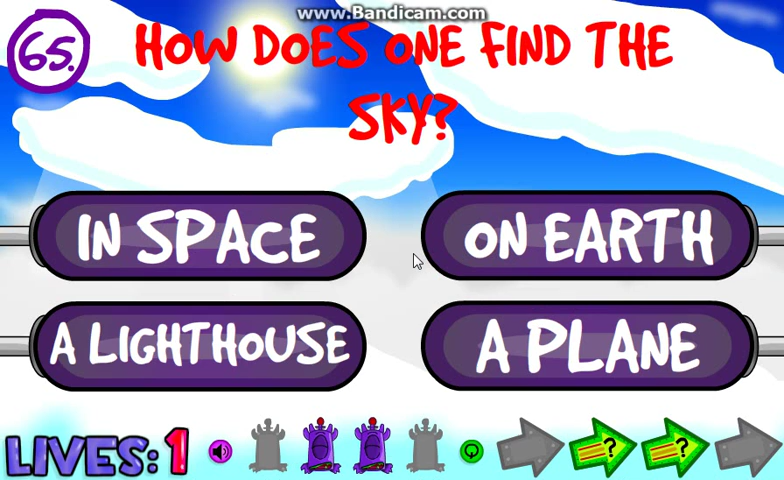 www.Bandicam.com
65. HOW DOES ONE FIND THE
SKY?
IN SPACE
ON EARTH
A LIGHTHOUSE
A PLANE
LIVES: 1
? ?